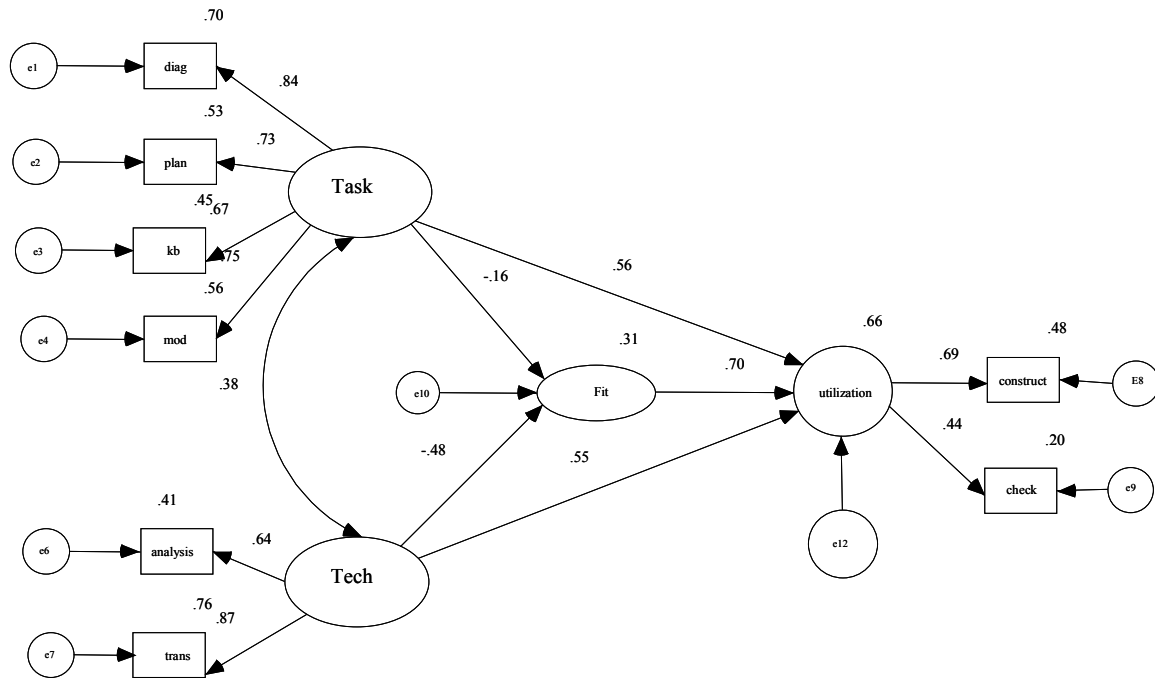 .70
e1
diag
.84
.53
.73
e2
plan
Task
.45
.67
e3
kb
.75
.56
-.16
.56
e4
mod
.66
.48
.31
.38
.70
.69
construct
E8
e10
Fit
utilization
.44
-.48
.55
.20
check
e9
.41
e6
analysis
.64
e12
Tech
.76
.87
e7
trans